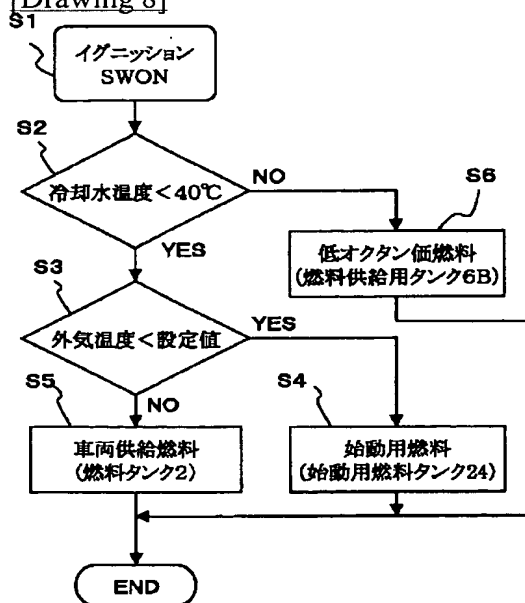 [Drawing 8]
S1
イグニッション
SWON
S2
冷却水温度<40℃
NO
S6
YES
低オクタン価燃料
(燃料供給用タンク6B)
S3
外気温度<設定値
YES
S5
NO
S4
車両供給燃料
(燃料タンク2)
始動用燃料
(始動用燃料タンク24)
END